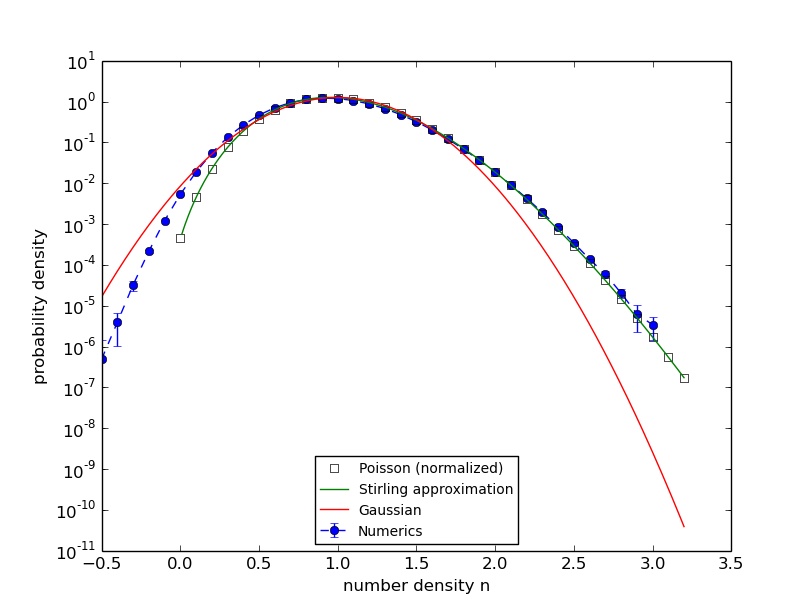 10^1
10^0
10^-1
10^-2
10^-3
10^-4
10^-5
10^-6
10^-7
10^-8
10^-9
10^-10
10^-11
probability density
Poisson (normalized)
Stirling approximation
Gaussian
Numerics
−0.5 0.0 0.5 1.0 1.5 2.0 2.5 3.0 3.5
number density n